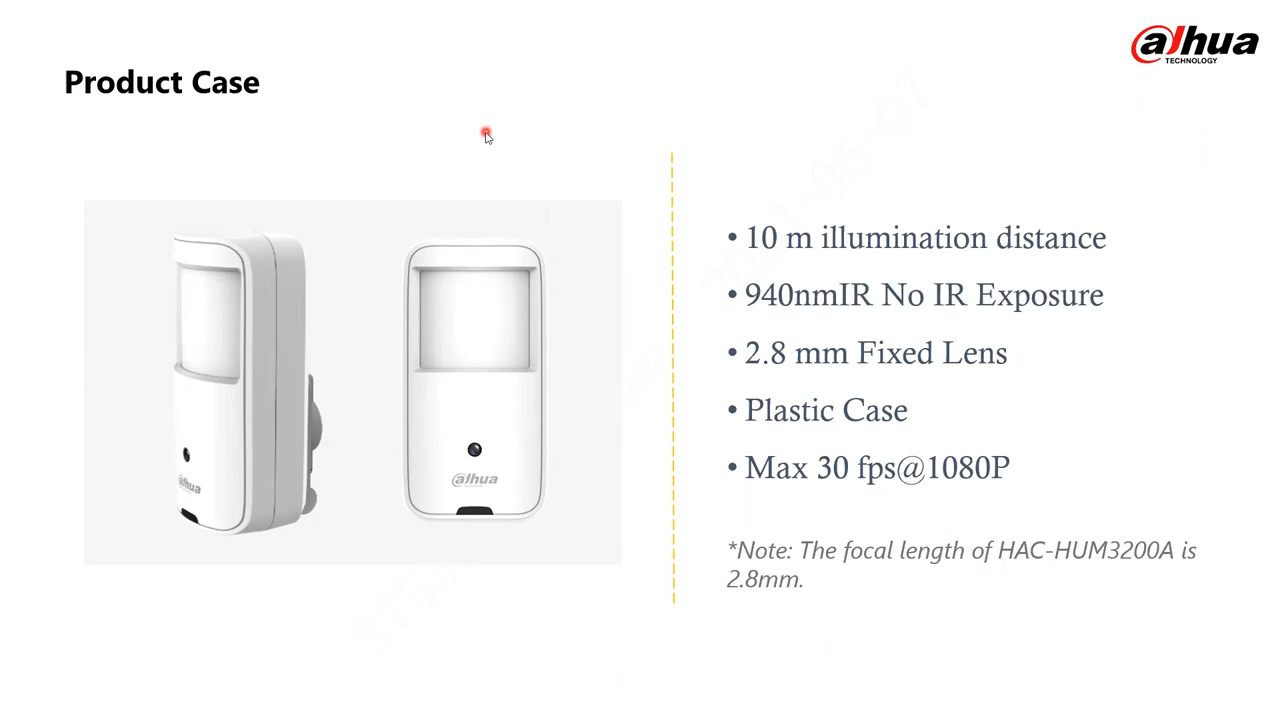 alhua
TECHNOLOGY
Product Case
• 10 m illumination distance
• 940nmIR No IR Exposure
• 2.8 mm Fixed Lens
• Plastic Case
• Max 30 fps@1080P
*Note: The focal length of HAC-HUM3200A is
2.8mm.
alhua
alhua